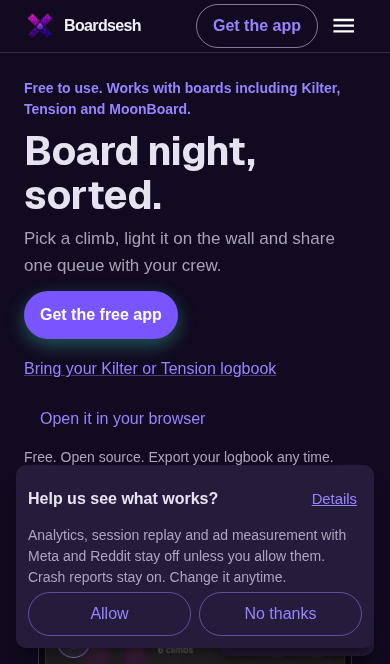 Boardsesh
Get the app
Free to use. Works with boards including Kilter,
Tension and MoonBoard.
Board night,
sorted.
Pick a climb, light it on the wall and share
one queue with your crew.
Get the free app
Bring your Kilter or Tension logbook
Open it in your browser
Free. Open source. Export your logbook any time.
Help us see what works?
Details
Analytics, session replay and ad measurement with
Meta and Reddit stay off unless you allow them.
Crash reports stay on. Change it anytime.
Allow
No thanks
6 climbs